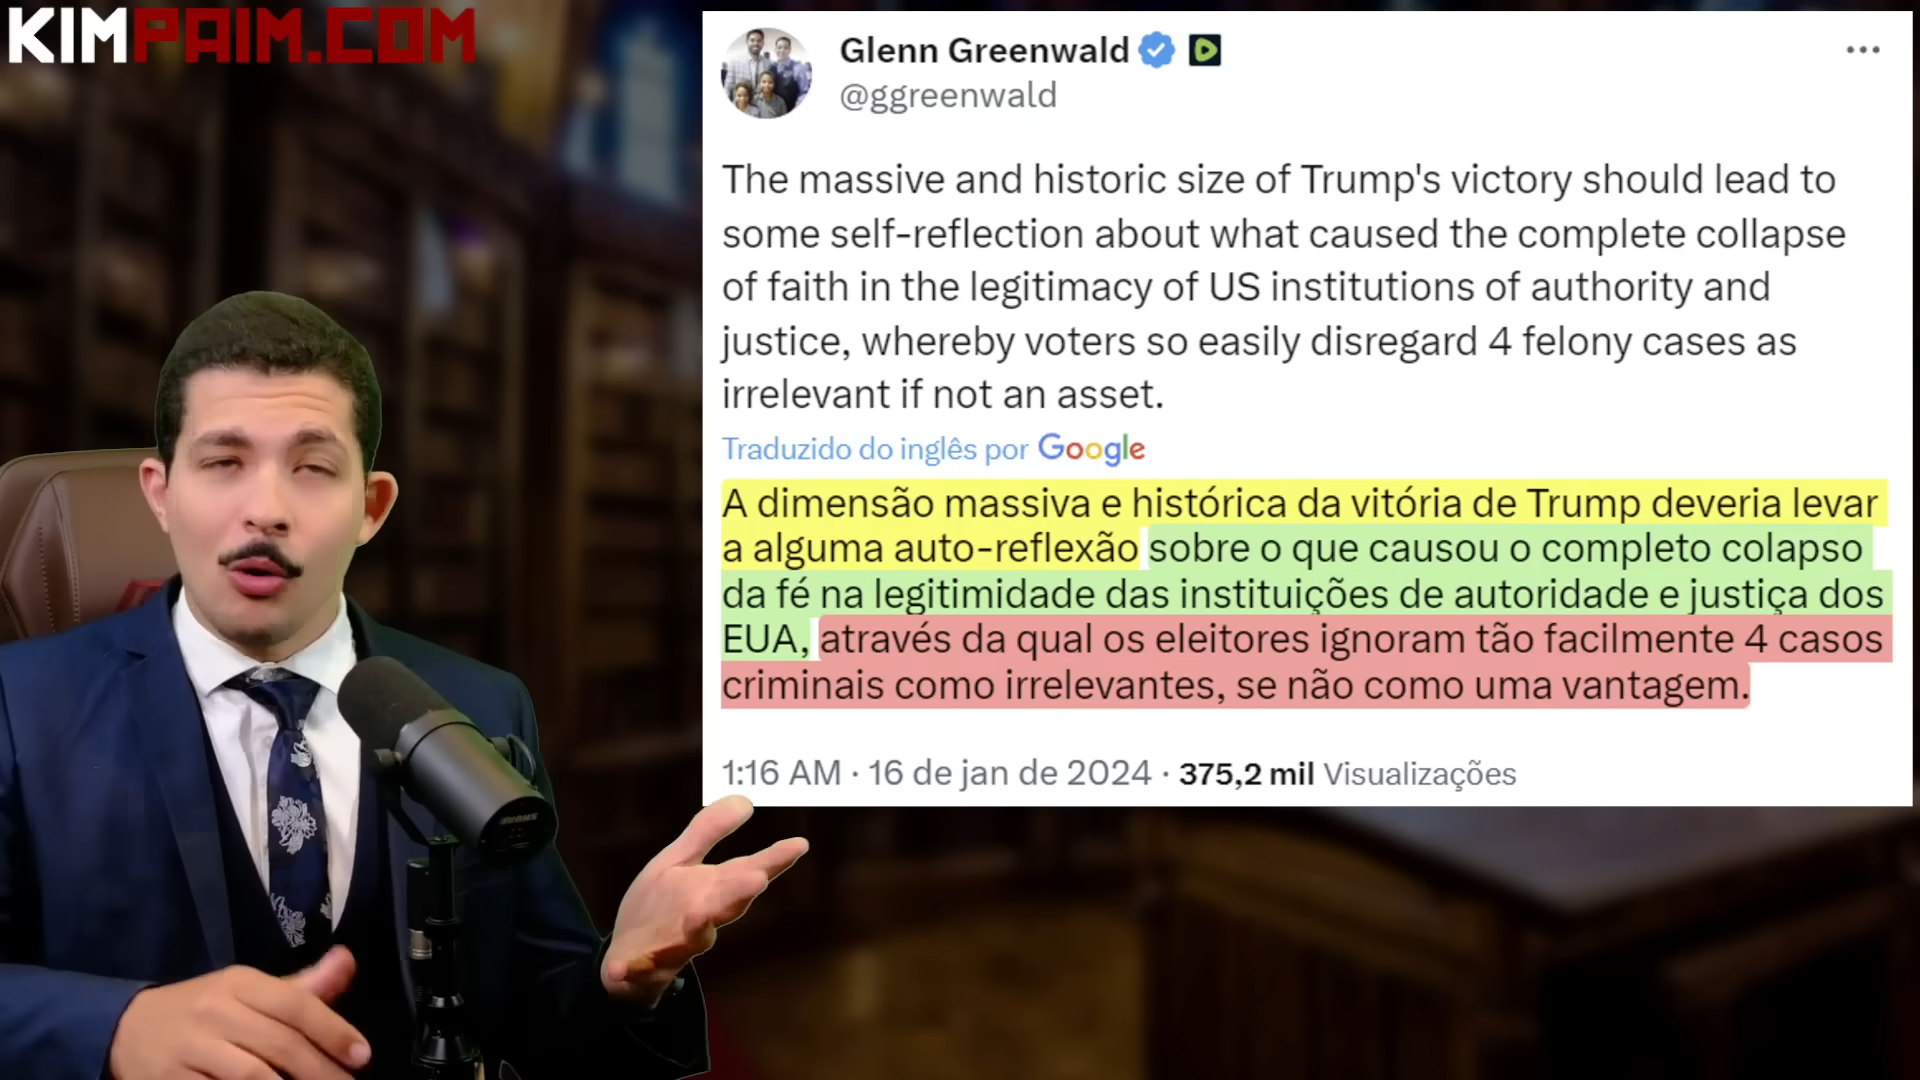 KIMPAIM.COM
Glenn Greenwald
@ggreenwald
The massive and historic size of Trump's victory should lead to
some self-reflection about what caused the complete collapse
of faith in the legitimacy of US institutions of authority and
justice, whereby voters so easily disregard 4 felony cases as
irrelevant if not an asset.
Traduzido do inglês por Google
A dimensão massiva e histórica da vitória de Trump deveria levar
a alguma auto-reflexão sobre o que causou o completo colapso
da fé na legitimidade das instituições de autoridade e justiça dos
EUA, através da qual os eleitores ignoram tão facilmente 4 casos
criminais como irrelevantes, se não como uma vantagem.
1:16 AM · 16 de jan de 2024 · 375,2 mil Visualizações